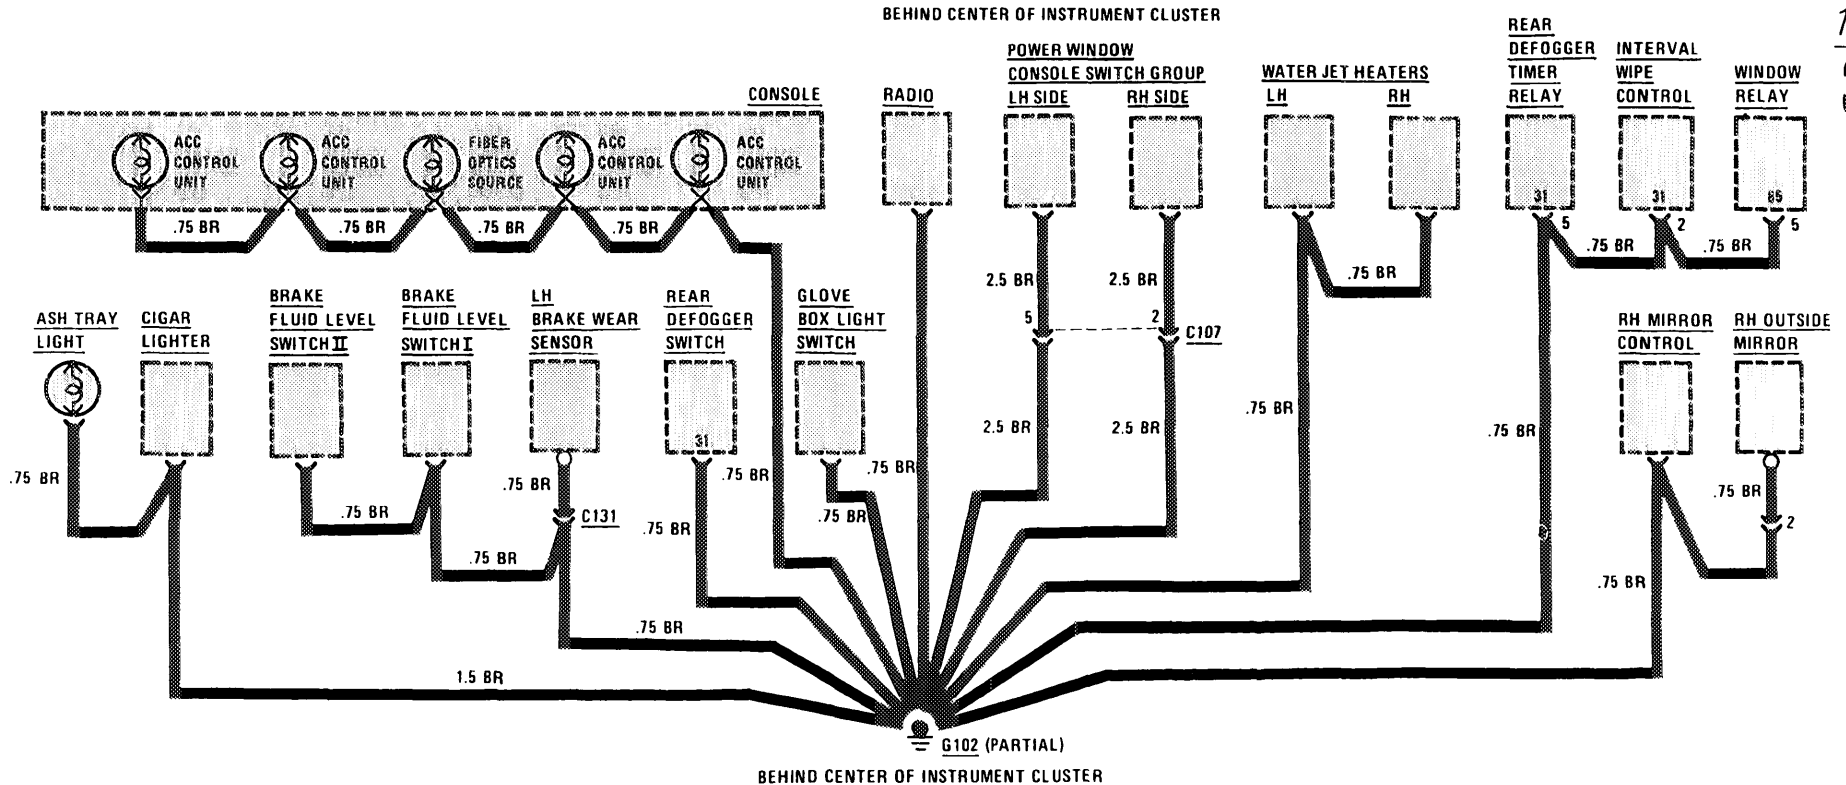 BEHIND CENTER OF INSTRUMENT CLUSTER
CONSOLE
ACC
CONTROL
UNIT
ACC
CONTROL
UNIT
FIBER
OPTICS
SOURCE
ACC
CONTROL
UNIT
ACC
CONTROL
UNIT
.75 BR
.75 BR
.75 BR
.75 BR
RADIO
POWER WINDOW
CONSOLE SWITCH GROUP
LH SIDE
RH SIDE
WATER JET HEATERS
LH
RH
REAR
DEFOGGER
TIMER
RELAY
INTERVAL
WIPE
CONTROL
WINDOW
RELAY
31
31
85
5
2
5
.75 BR
.75 BR
2.5 BR
2.5 BR
.75 BR
5
2
C107
ASH TRAY
LIGHT
CIGAR
LIGHTER
BRAKE
FLUID LEVEL
SWITCH II
BRAKE
FLUID LEVEL
SWITCH I
LH
BRAKE WEAR
SENSOR
REAR
DEFOGGER
SWITCH
GLOVE
BOX LIGHT
SWITCH
RH MIRROR
CONTROL
RH OUTSIDE
MIRROR
31
.75 BR
.75 BR
.75 BR
.75 BR
C131
.75 BR
.75 BR
.75 BR
.75 BR
.75 BR
2.5 BR
2.5 BR
.75 BR
.75 BR
.75 BR
2
.75 BR
.75 BR
1.5 BR
G102 (PARTIAL)
BEHIND CENTER OF INSTRUMENT CLUSTER